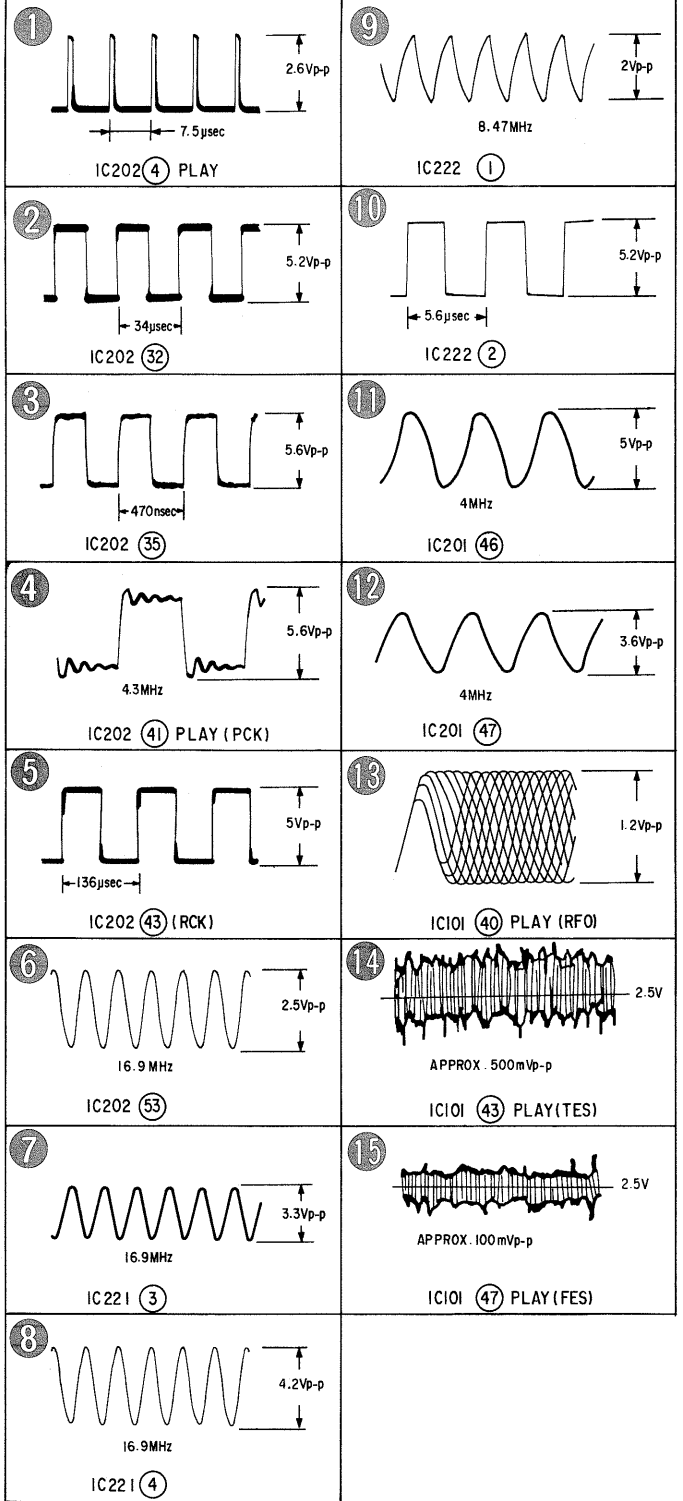 1
2.6Vp-p
7.5µsec
IC202 4 PLAY
2
5.2Vp-p
34µsec
IC202 32
3
5.6Vp-p
470nsec
IC202 35
4
5.6Vp-p
4.3MHz
IC202 41 PLAY (PCK)
5
5Vp-p
136µsec
IC202 43 (RCK)
6
2.5Vp-p
16.9MHz
IC202 53
7
3.3Vp-p
16.9MHz
IC221 3
8
4.2Vp-p
16.9MHz
IC221 4
9
2Vp-p
8.47MHz
IC222 1
10
5.2Vp-p
5.6µsec
IC222 2
11
5Vp-p
4MHz
IC201 46
12
3.6Vp-p
4MHz
IC201 47
13
1.2Vp-p
IC101 40 PLAY (RFO)
14
2.5V
APPROX. 500mVp-p
IC101 43 PLAY(TES)
15
2.5V
APPROX. 100mVp-p
IC101 47 PLAY (FES)